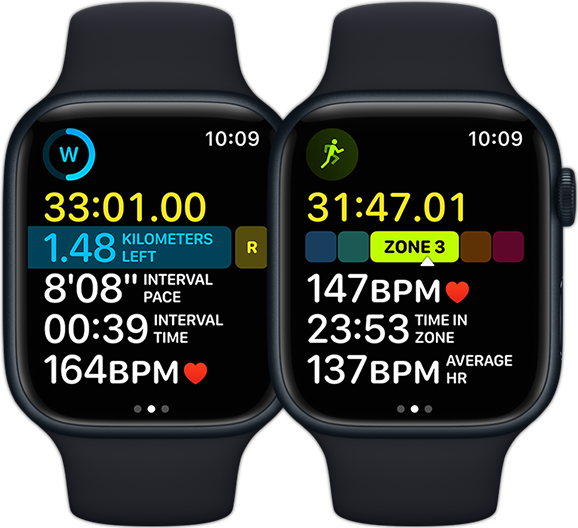 10:09
W
33:01.00
1.48 KILOMETERS
LEFT
R
8'08" INTERVAL
PACE
00:39 INTERVAL
TIME
164BPM
10:09
31:47.01
ZONE 3
147BPM
23:53 TIME IN
ZONE
137BPM AVERAGE
HR